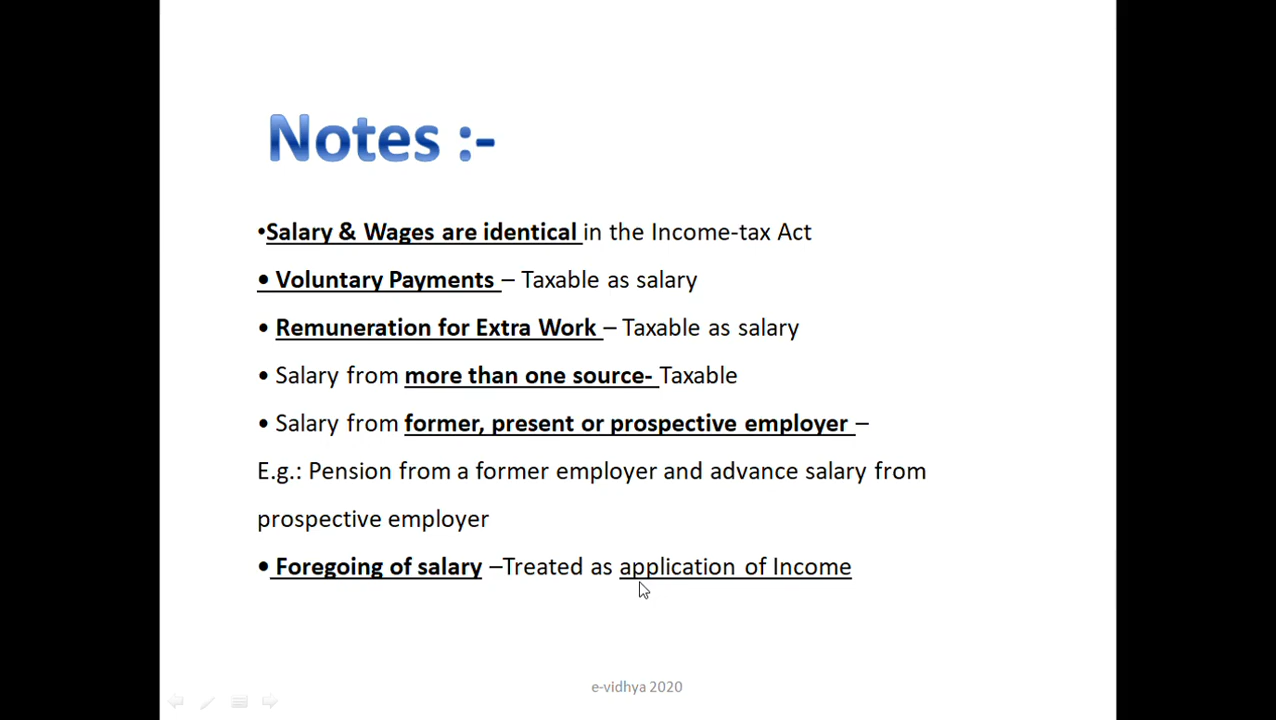 Notes :-
•Salary & Wages are identical in the Income-tax Act
• Voluntary Payments – Taxable as salary
• Remuneration for Extra Work – Taxable as salary
• Salary from more than one source- Taxable
• Salary from former, present or prospective employer –
E.g.: Pension from a former employer and advance salary from
prospective employer
• Foregoing of salary –Treated as application of Income
e-vidhya 2020